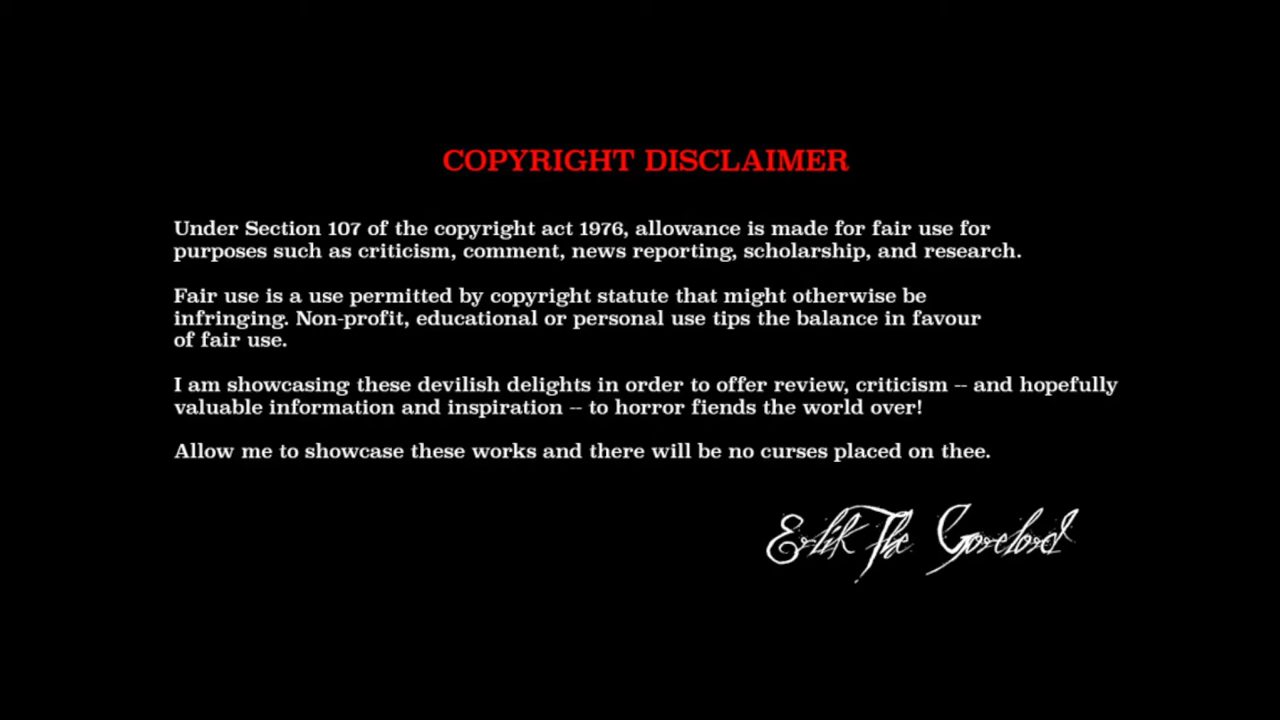 COPYRIGHT DISCLAIMER
Under Section 107 of the copyright act 1976, allowance is made for fair use for
purposes such as criticism, comment, news reporting, scholarship, and research.
Fair use is a use permitted by copyright statute that might otherwise be
infringing. Non-profit, educational or personal use tips the balance in favour
of fair use.
I am showcasing these devilish delights in order to offer review, criticism -- and hopefully
valuable information and inspiration -- to horror fiends the world over!
Allow me to showcase these works and there will be no curses placed on thee.
Erlik The Gorelord